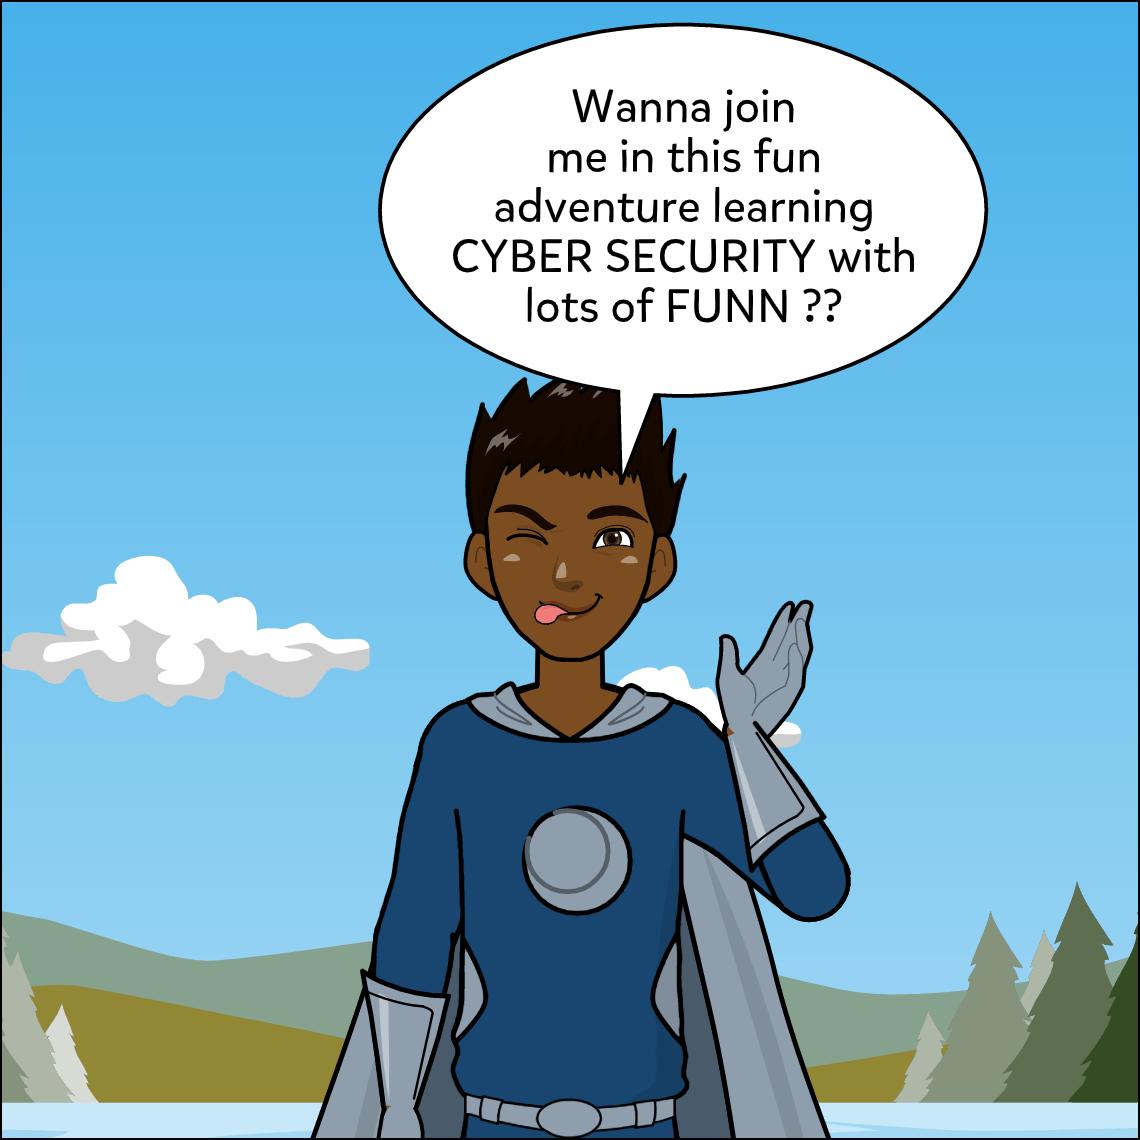 Wanna join
me in this fun
adventure learning
CYBER SECURITY with
lots of FUNN ??